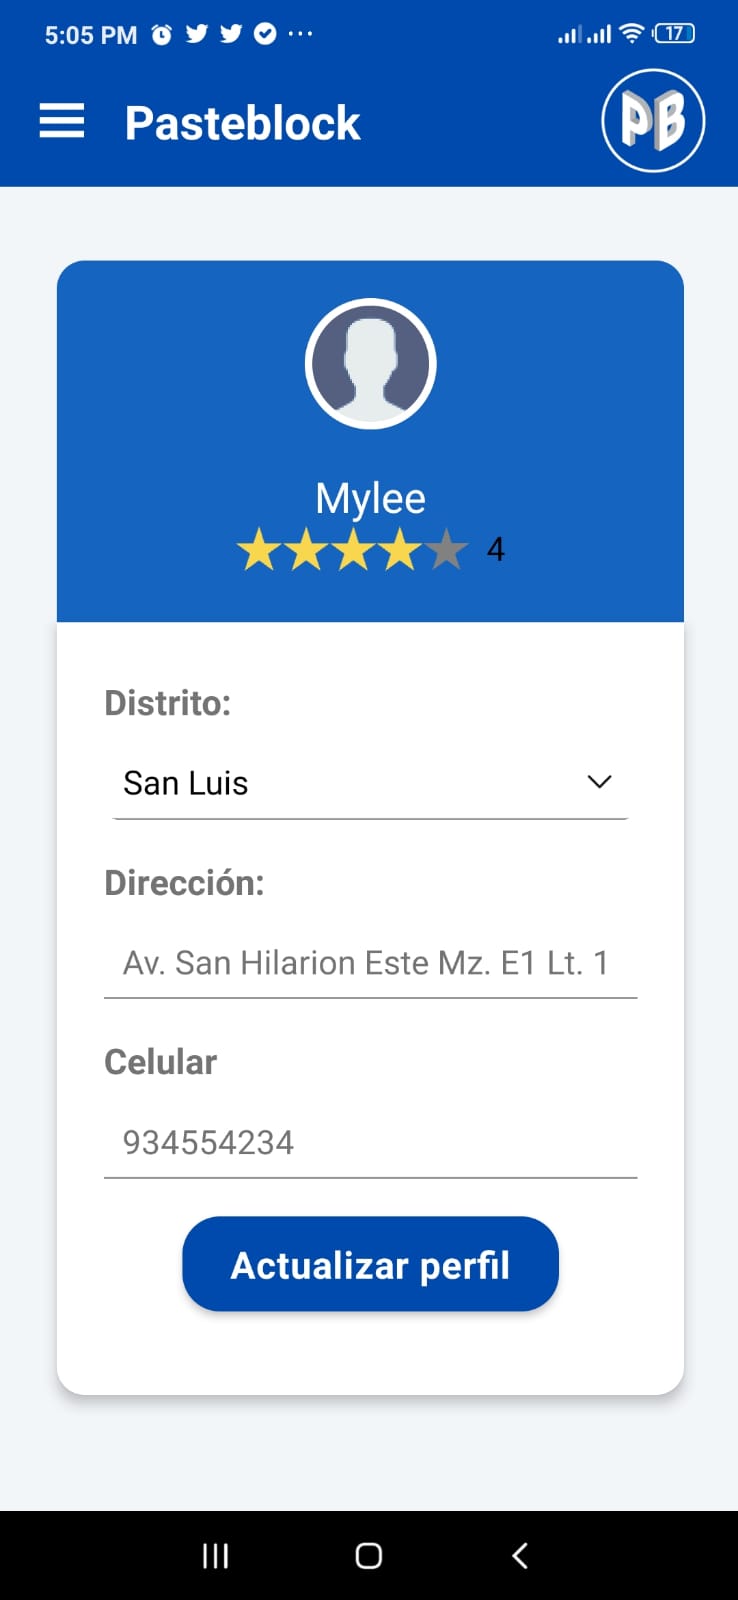 5:05 PM
17
Pasteblock
PB
Mylee
4
Distrito:
San Luis
Dirección:
Av. San Hilarion Este Mz. E1 Lt. 1
Celular
934554234
Actualizar perfil